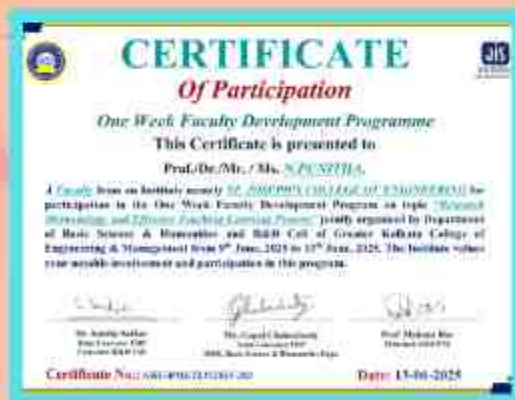 CERTIFICATE
JIS
Of Participation
One Week Faculty Development Programme
This Certificate is presented to
Prof./Dr./Mr. / Ms. N.PUNITHA,
A Faculty from an Institute namely ST. JOSEPH'S COLLEGE OF ENGINEERING for
participation in the One Week Faculty Development Program on topic "Research
Methodology and Effective Teaching Learning Process" jointly organised by Department
of Basic Science & Humanities and R&D Cell of Greater Kolkata College of
Engineering & Management from 9th June, 2025 to 13th June, 2025. The Institute values
your notable involvement and participation in this program.
Certificate No.:
Date: 13-06-2025